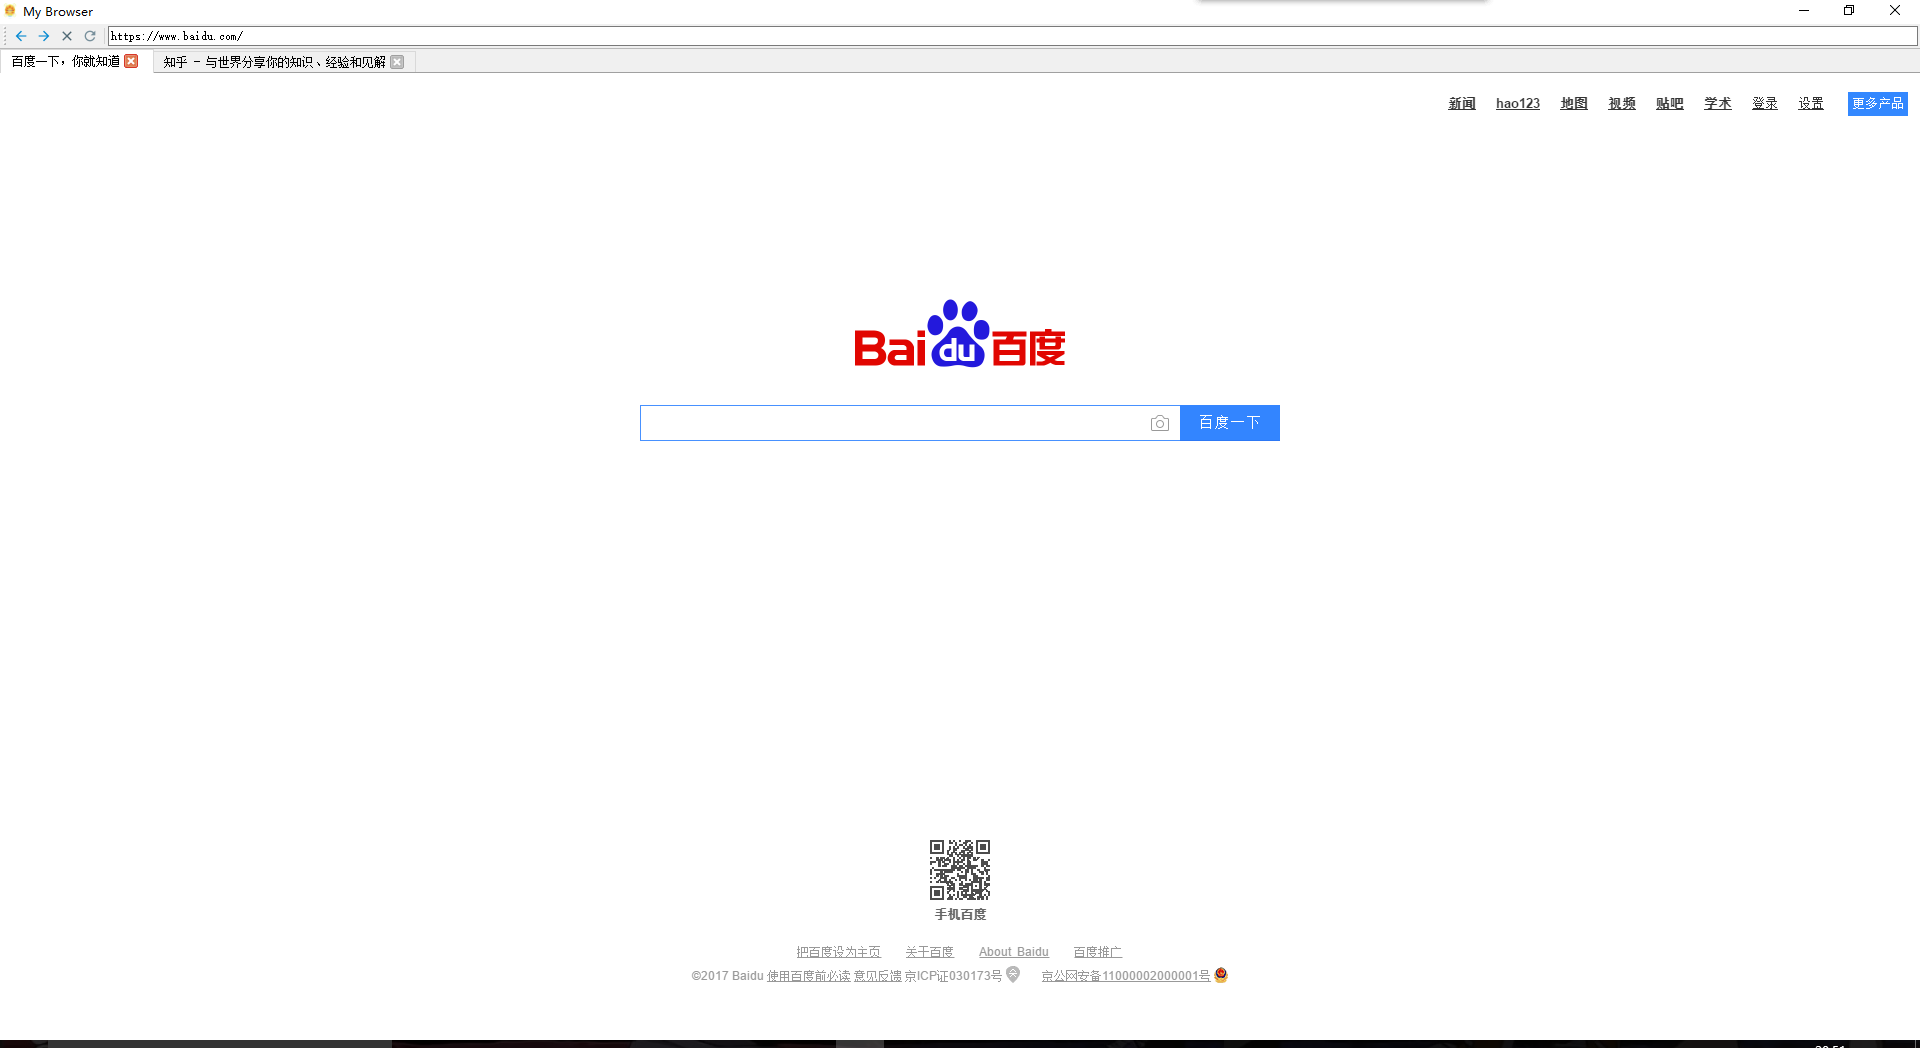 My Browser
https://www.baidu.com/
百度一下，你就知道 知乎 - 与世界分享你的知识、经验和见解
新闻 hao123 地图 视频 贴吧 学术 登录 设置 更多产品
Bai du 百度
百度一下
手机百度
把百度设为主页 关于百度 About Baidu 百度推广
©2017 Baidu 使用百度前必读 意见反馈 京ICP证030173号 京公网安备11000002000001号